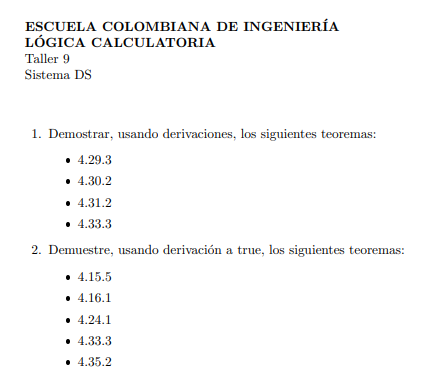 ESCUELA COLOMBIANA DE INGENIERÍA
LÓGICA CALCULATORIA
Taller 9
Sistema DS
1. Demostrar, usando derivaciones, los siguientes teoremas:
• 4.29.3
• 4.30.2
• 4.31.2
• 4.33.3
2. Demuestre, usando derivación a true, los siguientes teoremas:
• 4.15.5
• 4.16.1
• 4.24.1
• 4.33.3
• 4.35.2